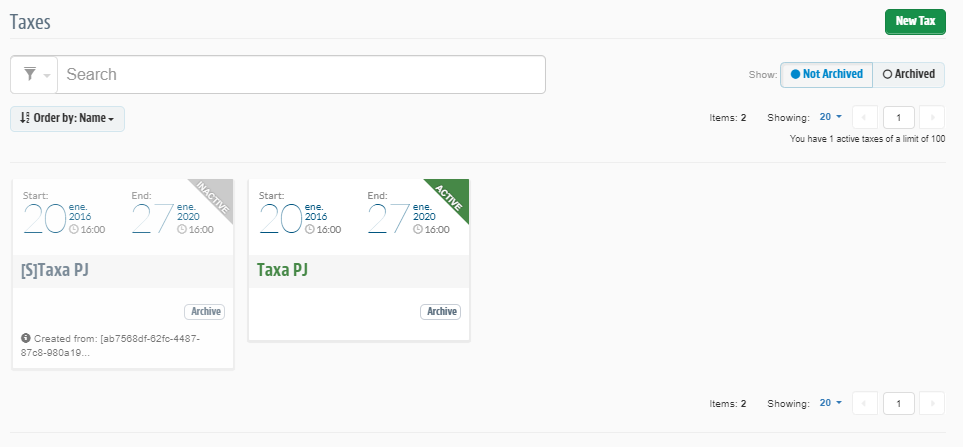 Taxes
New Tax
Search
Show: Not Archived Archived
Order by: Name
Items: 2 Showing: 20 1
You have 1 active taxes of a limit of 100
Start: 20 ene. 2016 16:00 End: 27 ene. 2020 16:00 INACTIVE
[S]Taxa PJ
Archive
Created from: [ab7568df-62fc-4487-
87c8-980a19...
Start: 20 ene. 2016 16:00 End: 27 ene. 2020 16:00 ACTIVE
Taxa PJ
Archive
Items: 2 Showing: 20 1